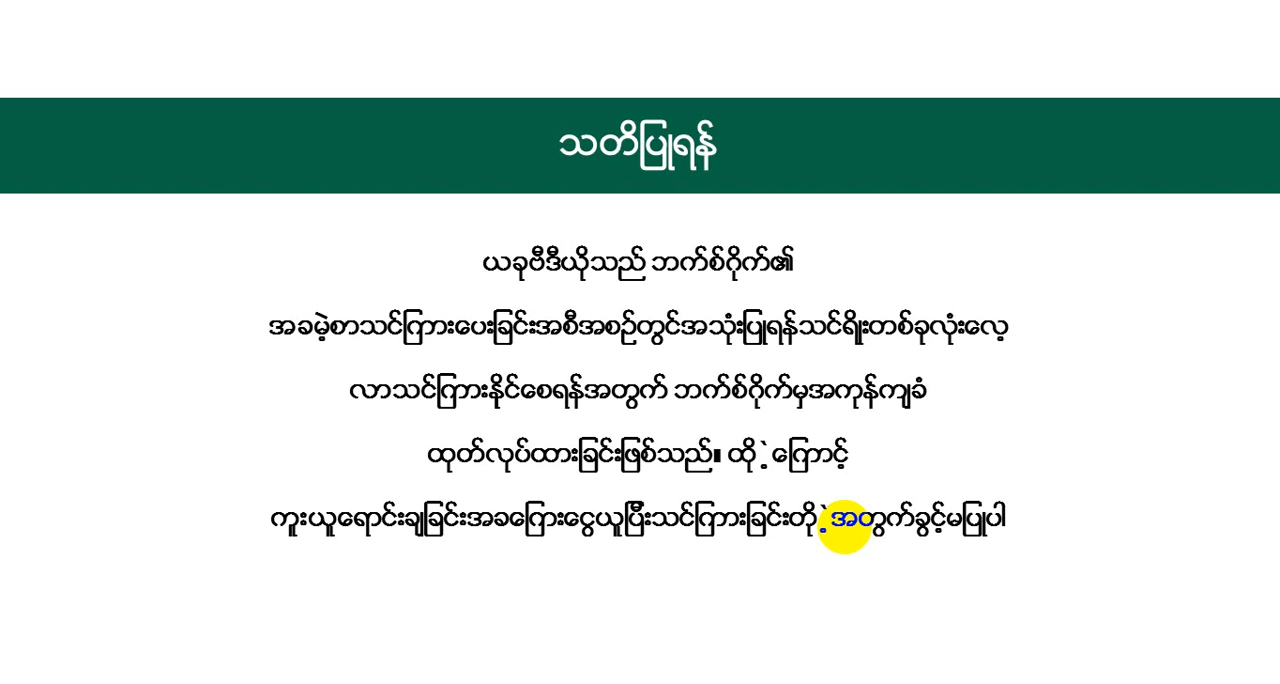 သတိပြုရန်
ယခုဗီဒီယိုသည် ဘက်စ်ဂိုက်၏
အခမဲ့စာသင်ကြားပေးခြင်းအစီအစဉ်တွင်အသုံးပြုရန်သင်ရိုးတစ်ခုလုံးလေ့
လာသင်ကြားနိုင်စေရန်အတွက် ဘက်စ်ဂိုက်မှအကုန်ကျခံ
ထုတ်လုပ်ထားခြင်းဖြစ်သည်။ ထို့ကြောင့်
ကူးယူရောင်းချခြင်းအခကြေးငွေယူပြီးသင်ကြားခြင်းတို့အတွက်ခွင့်မပြုပါ